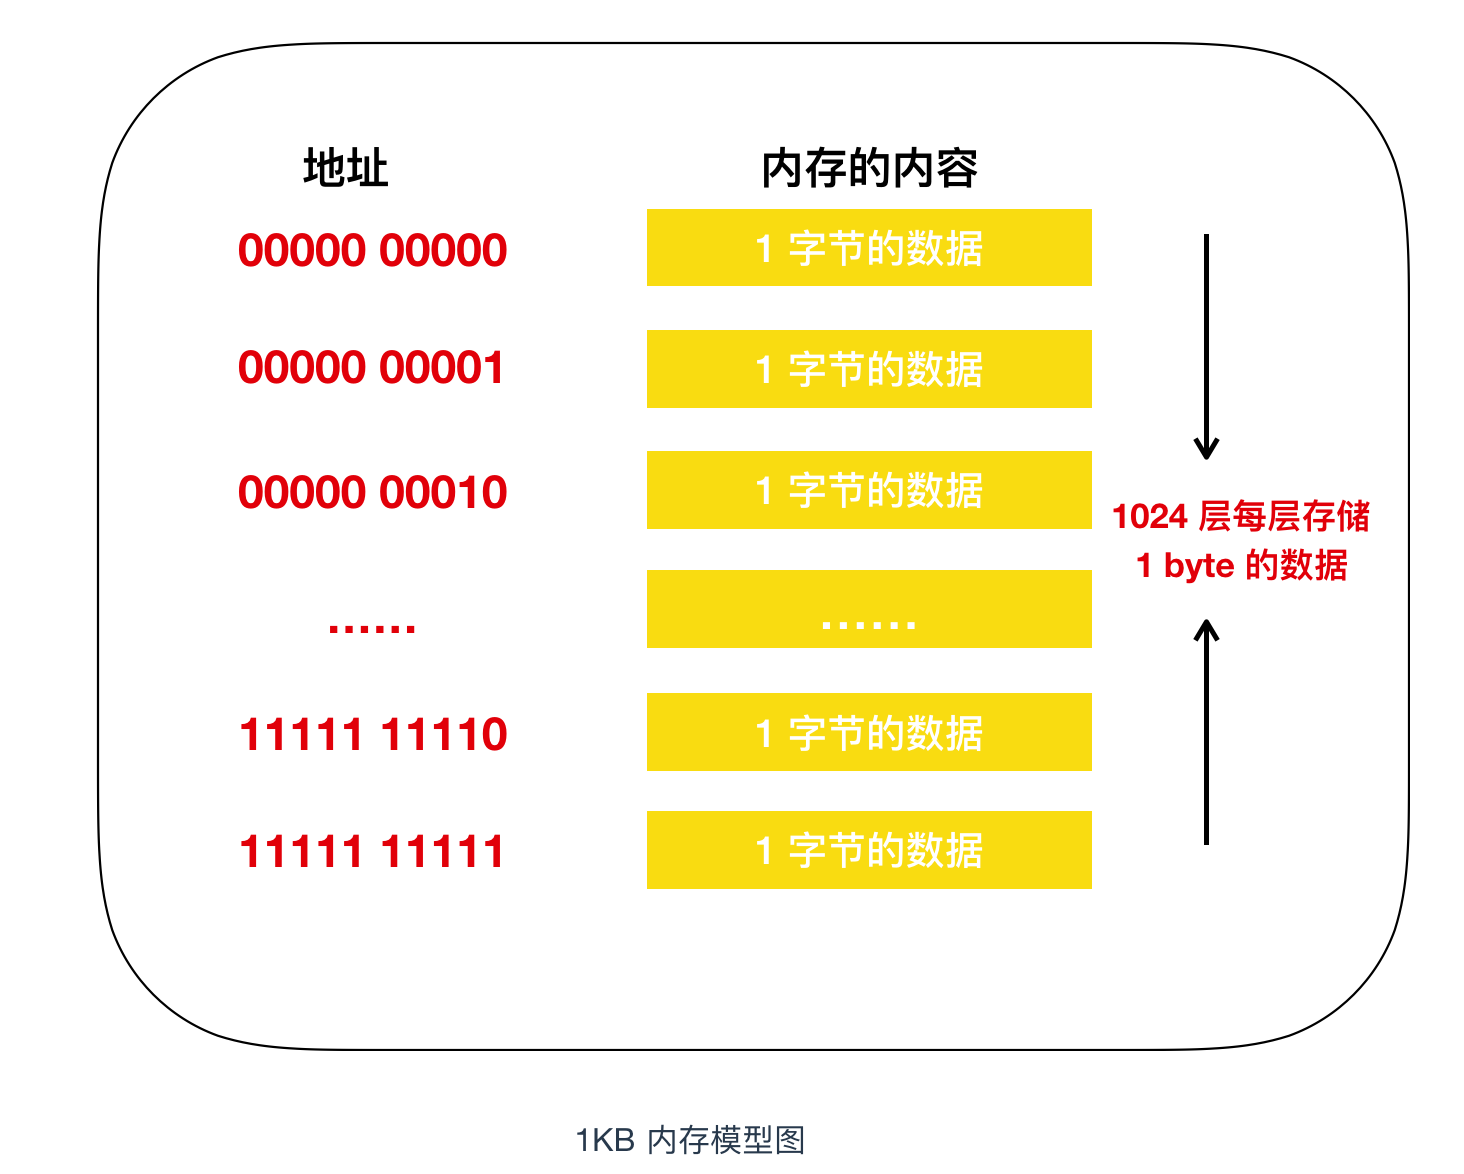 地址 内存的内容
00000 00000 1 字节的数据
00000 00001 1 字节的数据
00000 00010 1 字节的数据
1024 层每层存储
1 byte 的数据
...... ......
11111 11110 1 字节的数据
11111 11111 1 字节的数据
1KB 内存模型图